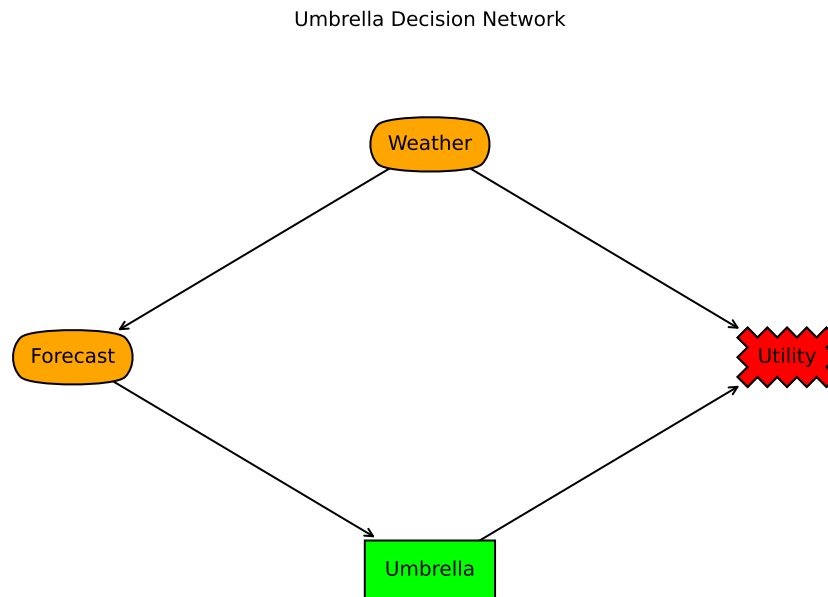 Umbrella Decision Network
Weather
Forecast
Utility
Umbrella